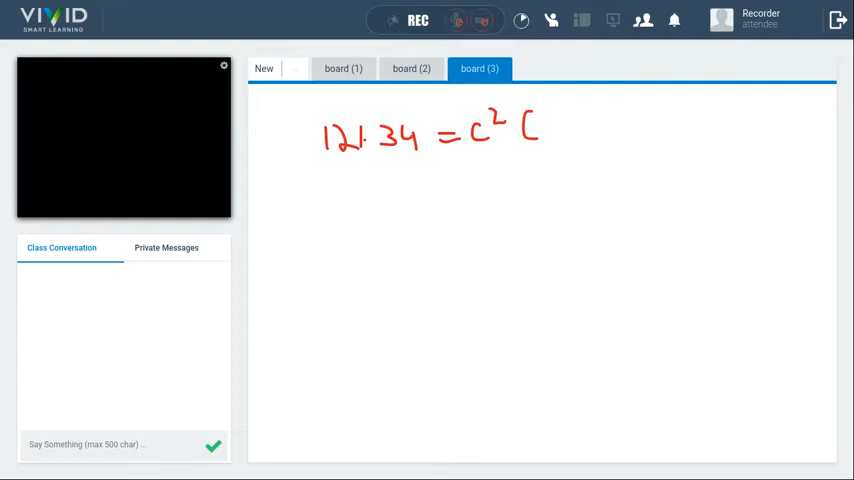 VIVID
SMART LEARNING
REC
Recorder
attendee
New
board (1)
board (2)
board (3)
121.34 = C² (
Class Conversation
Private Messages
Say Something (max 500 char) ...